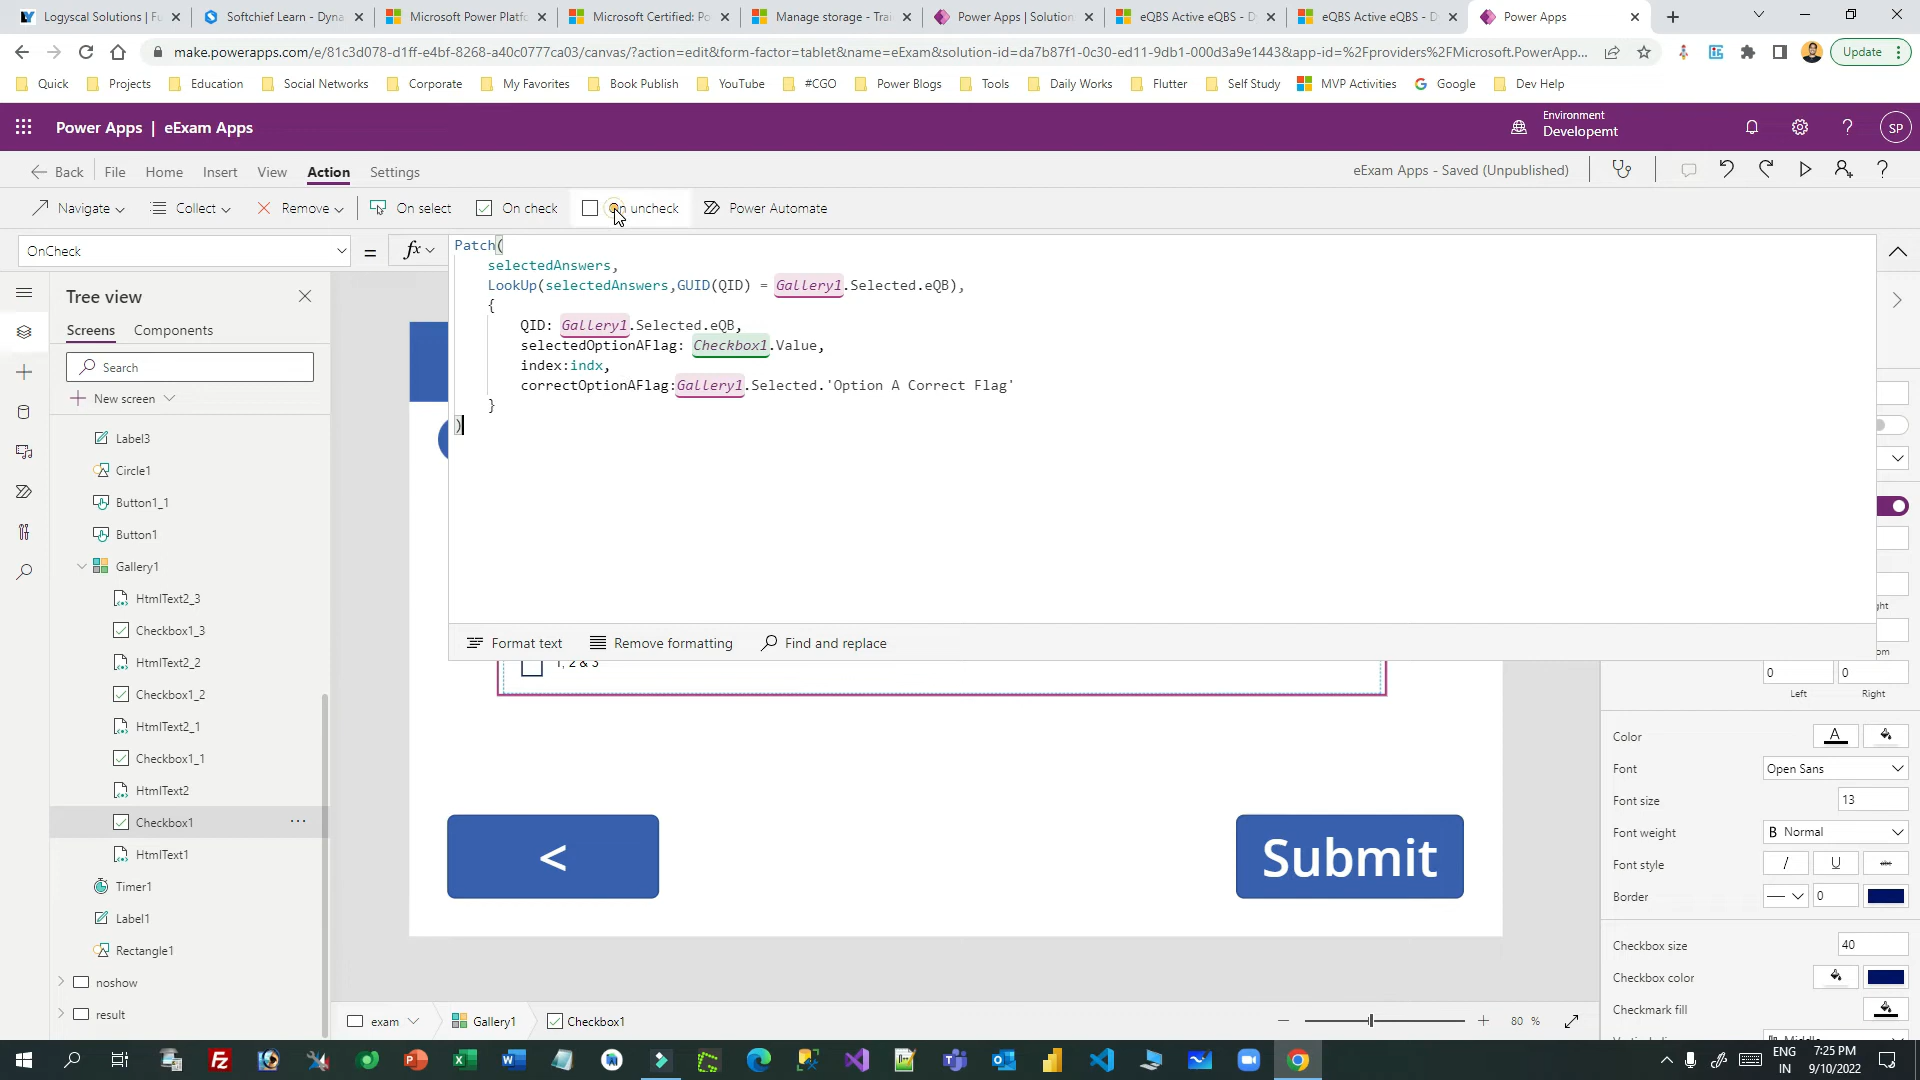 Logyscal Solutions | Fu
Softchief Learn - Dyna
Microsoft Power Platfo
Microsoft Certified: Po
Manage storage - Trai
Power Apps | Solution
eQBS Active eQBS - D
eQBS Active eQBS - D
Power Apps
make.powerapps.com/e/81c3d078-d1ff-e4bf-8268-a40c0777ca03/canvas/?action=edit&form-factor=tablet&name=eExam&solution-id=da7b87f1-0c30-ed11-9db1-000d3a9e1443&app-id=%2Fproviders%2FMicrosoft.PowerAp...
Update
Quick
Projects
Education
Social Networks
Corporate
My Favorites
Book Publish
YouTube
#CGO
Power Blogs
Tools
Daily Works
Flutter
Self Study
MVP Activities
Google
Dev Help
Power Apps | eExam Apps
Environment
Developemt
SP
Back
File
Home
Insert
View
Action
Settings
eExam Apps - Saved (Unpublished)
Navigate
Collect
Remove
On select
On check
uncheck
Power Automate
OnCheck
=
fx
Patch(
selectedAnswers,
LookUp(selectedAnswers,GUID(QID) = Gallery1.Selected.eQB),
{
QID: Gallery1.Selected.eQB,
selectedOptionAFlag: Checkbox1.Value,
index:indx,
correctOptionAFlag:Gallery1.Selected.'Option A Correct Flag'
}
)
Format text
Remove formatting
Find and replace
Tree view
Screens
Components
Search
New screen
Label3
Circle1
Button1_1
Button1
Gallery1
HtmlText2_3
Checkbox1_3
HtmlText2_2
Checkbox1_2
HtmlText2_1
Checkbox1_1
HtmlText2
Checkbox1
HtmlText1
Timer1
Label1
Rectangle1
noshow
result
1, 2 & 3
<
Submit
0
0
Left
Right
Color
A
Font
Open Sans
Font size
13
Font weight
B Normal
Font style
/
U
Border
0
Checkbox size
40
Checkbox color
Checkmark fill
exam
Gallery1
Checkbox1
80 %
ENG
IN
7:25 PM
9/10/2022